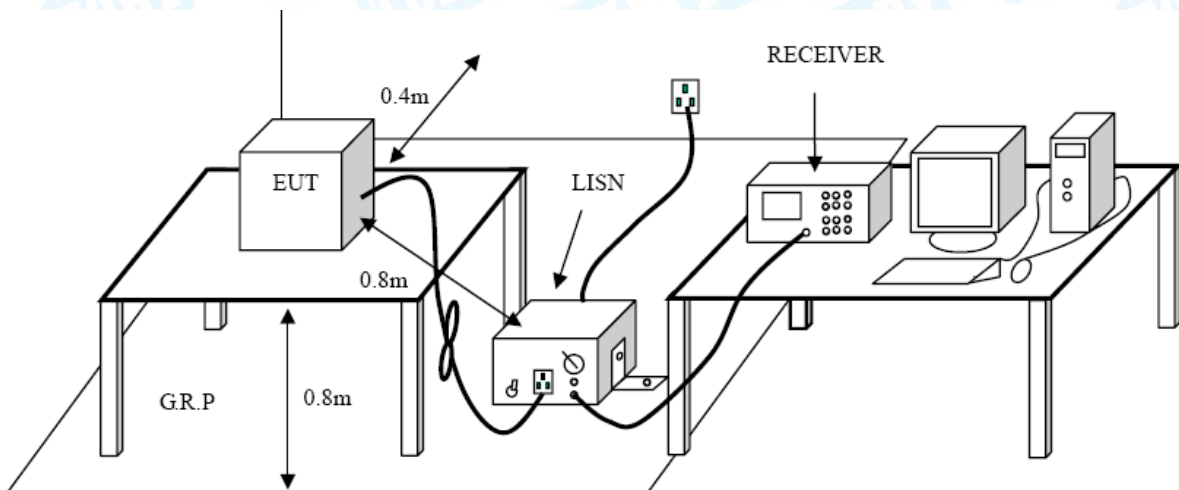 RECEIVER
0.4m
EUT
LISN
0.8m
G.R.P
0.8m